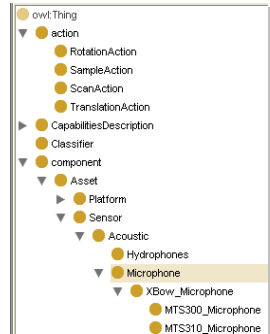 owl:Thing
action
RotationAction
SampleAction
ScanAction
TranslationAction
CapabilitiesDescription
Classifier
component
Asset
Platform
Sensor
Acoustic
Hydrophones
Microphone
XBow_Microphone
MTS300_Microphone
MTS310_Microphone